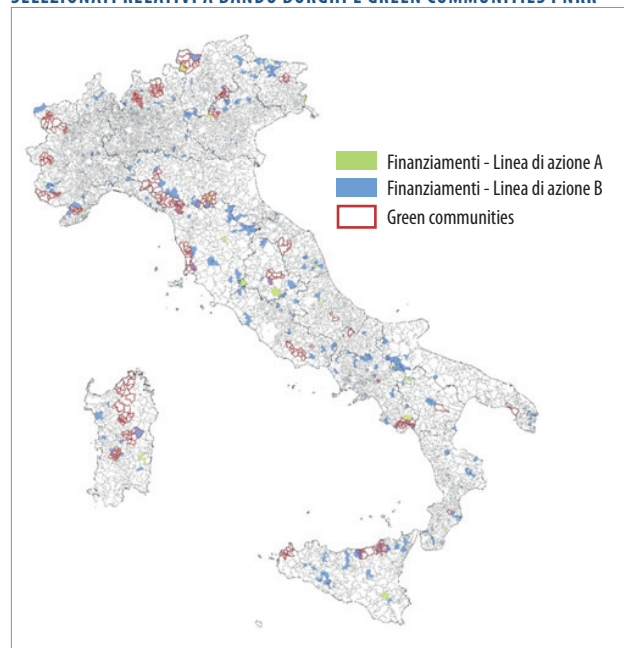 SELEZIONATI RELATIVI A BANDO BORGHI E GREEN COMMUNITIES PNRR
Finanziamenti - Linea di azione A
Finanziamenti - Linea di azione B
Green communities